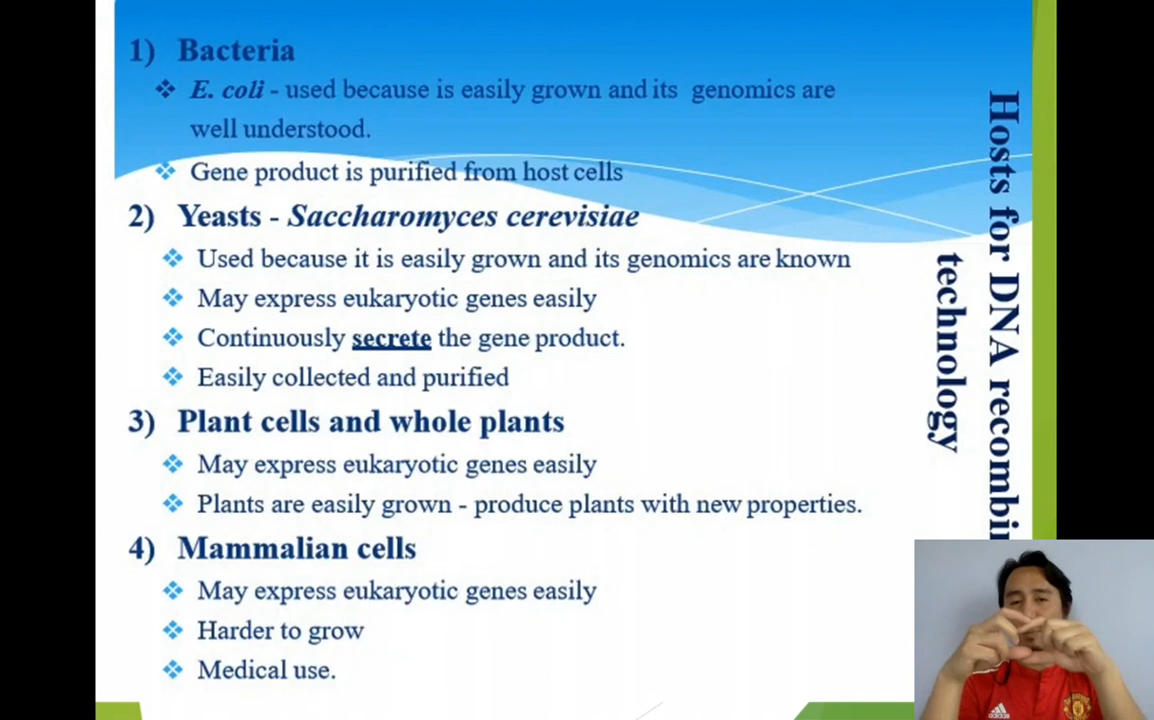 1) Bacteria
❖ E. coli - used because is easily grown and its genomics are
well understood.
❖ Gene product is purified from host cells
2) Yeasts - Saccharomyces cerevisiae
❖ Used because it is easily grown and its genomics are known
❖ May express eukaryotic genes easily
❖ Continuously secrete the gene product.
❖ Easily collected and purified
3) Plant cells and whole plants
❖ May express eukaryotic genes easily
❖ Plants are easily grown - produce plants with new properties.
4) Mammalian cells
❖ May express eukaryotic genes easily
❖ Harder to grow
❖ Medical use.
Hosts for DNA recombi
technology
adidas